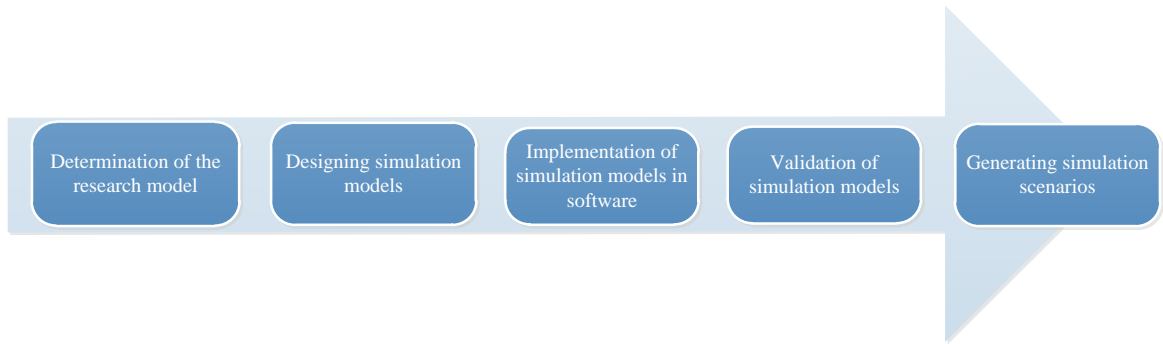 Determination of the
research model
Designing simulation
models
Implementation of
simulation models in
software
Validation of
simulation models
Generating simulation
scenarios